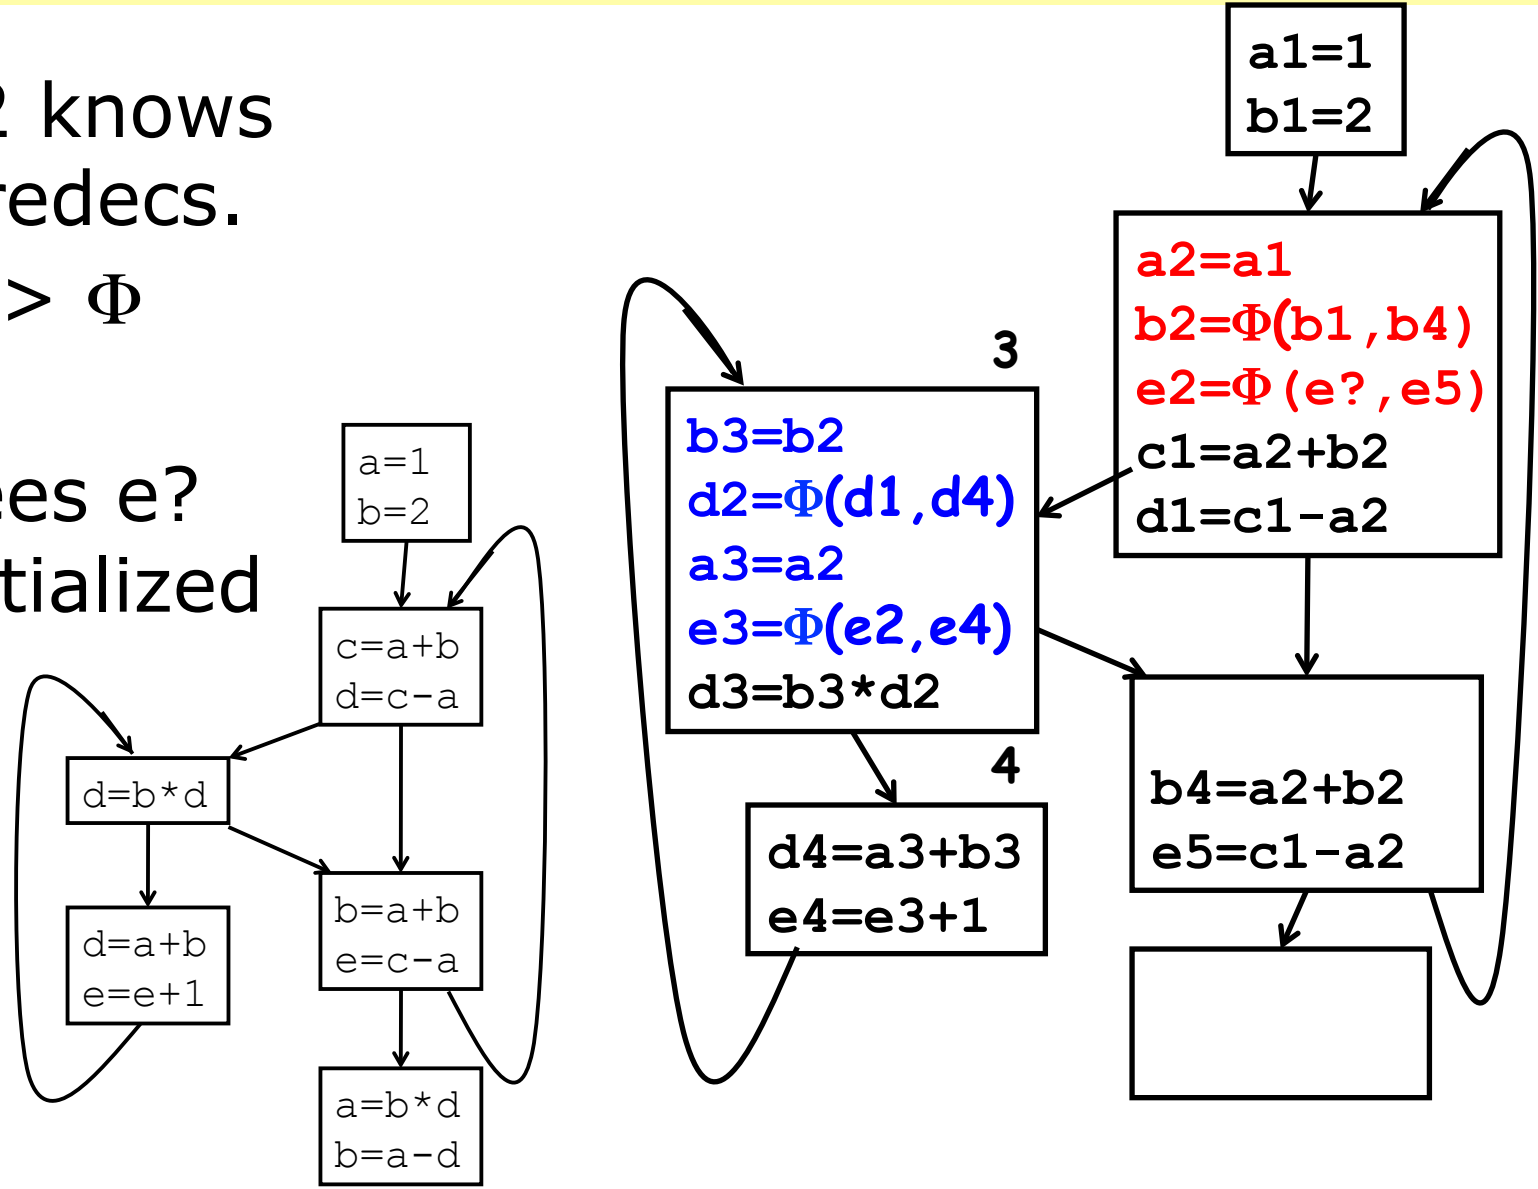 2 knows
redecs.
> Φ
ees e?
tialized
a=1
b=2
c=a+b
d=c-a
d=b*d
d=a+b
e=e+1
b=a+b
e=c-a
a=b*d
b=a-d
a1=1
b1=2
a2=a1
b2=Φ(b1,b4)
e2=Φ(e?,e5)
c1=a2+b2
d1=c1-a2
3
b3=b2
d2=Φ(d1,d4)
a3=a2
e3=Φ(e2,e4)
d3=b3*d2
4
d4=a3+b3
e4=e3+1
b4=a2+b2
e5=c1-a2